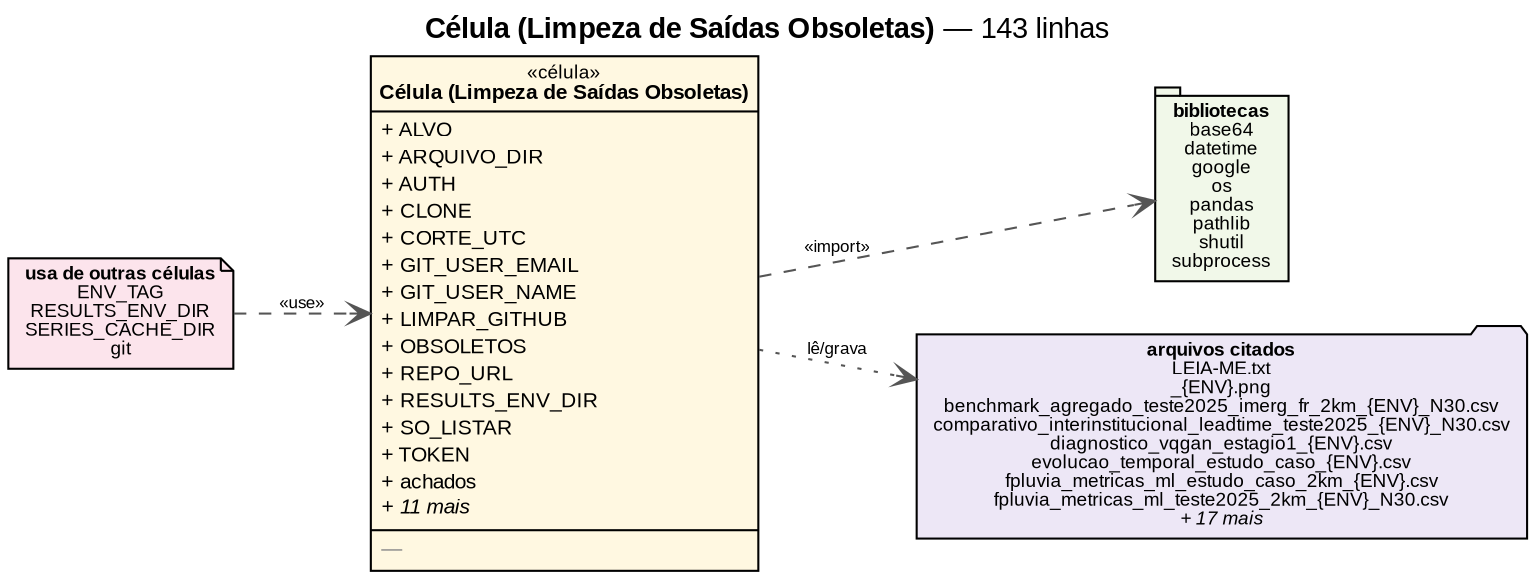 Célula (Limpeza de Saídas Obsoletas) — 143 linhas
usa de outras células
ENV_TAG
RESULTS_ENV_DIR
SERIES_CACHE_DIR
git
«use»
«célula»
Célula (Limpeza de Saídas Obsoletas)
+ ALVO
+ ARQUIVO_DIR
+ AUTH
+ CLONE
+ CORTE_UTC
+ GIT_USER_EMAIL
+ GIT_USER_NAME
+ LIMPAR_GITHUB
+ OBSOLETOS
+ REPO_URL
+ RESULTS_ENV_DIR
+ SO_LISTAR
+ TOKEN
+ achados
+ 11 mais
—
«import»
bibliotecas
base64
datetime
google
os
pandas
pathlib
shutil
subprocess
lê/grava
arquivos citados
LEIA-ME.txt
_{ENV}.png
benchmark_agregado_teste2025_imerg_fr_2km_{ENV}_N30.csv
comparativo_interinstitucional_leadtime_teste2025_{ENV}_N30.csv
diagnostico_vqgan_estagio1_{ENV}.csv
evolucao_temporal_estudo_caso_{ENV}.csv
fpluvia_metricas_ml_estudo_caso_2km_{ENV}.csv
fpluvia_metricas_ml_teste2025_2km_{ENV}_N30.csv
+ 17 mais